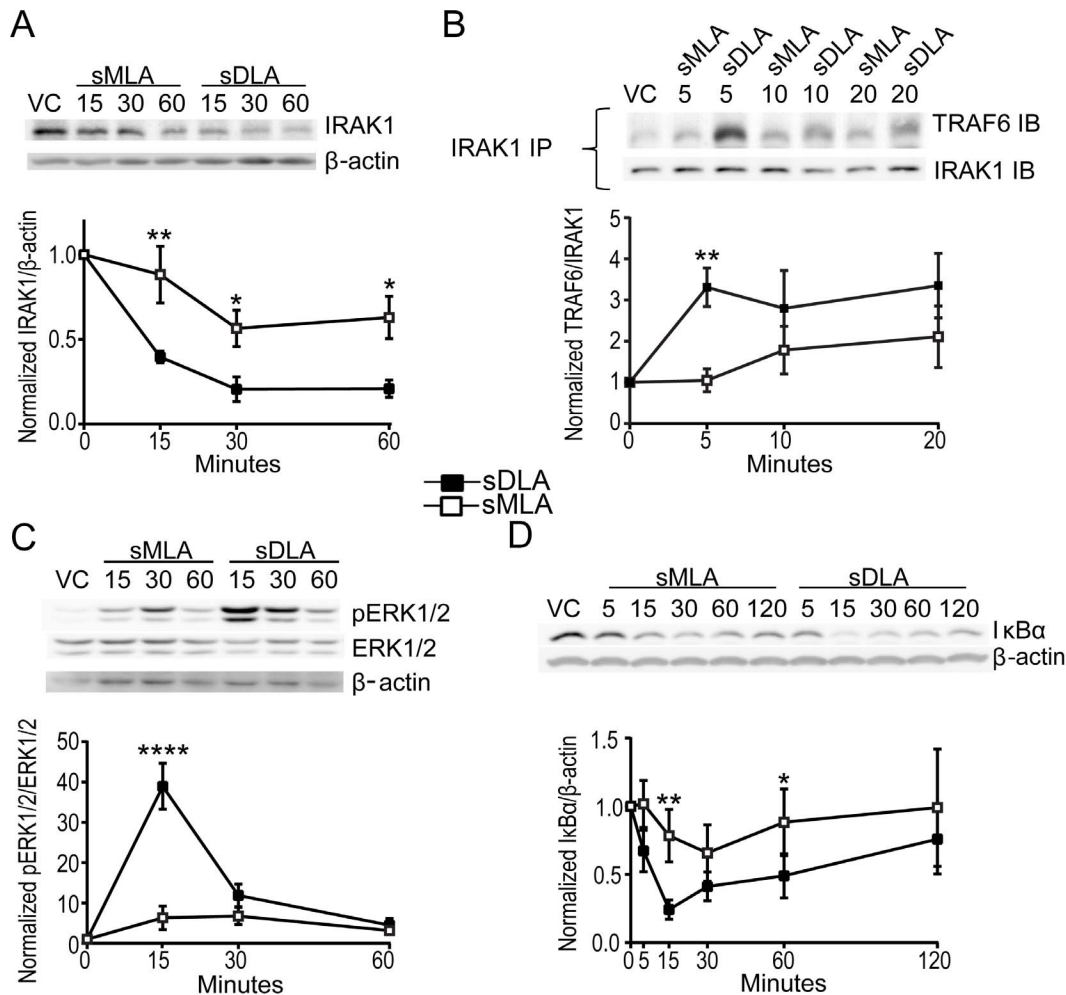 A
sMLA sDLA
VC 15 30 60 15 30 60
IRAK1
β-actin
Normalized IRAK1/β-actin
1.0
0.5
0.0
**
*
*
0 15 30 60
Minutes
B
sMLA sDLA sMLA sDLA sMLA sDLA
VC 5 5 10 10 20 20
IRAK1 IP
TRAF6 IB
IRAK1 IB
Normalized TRAF6/IRAK1
5
4
3
2
1
0
**
0 5 10 20
Minutes
sDLA
sMLA
C
sMLA sDLA
VC 15 30 60 15 30 60
pERK1/2
ERK1/2
β-actin
Normalized pERK1/2/ERK1/2
50
40
30
20
10
0
****
0 15 30 60
Minutes
D
sMLA sDLA
VC 5 15 30 60 120 5 15 30 60 120
IκBα
β-actin
Normalized IκBα/β-actin
1.5
1.0
0.5
0.0
**
*
0 5 15 30 60 120
Minutes